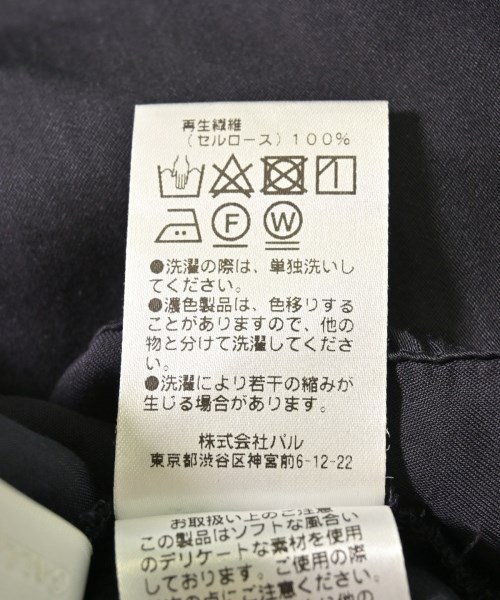 再生繊維
(セルロース)100%
F W
●洗濯の際は、単独洗いし
てください。
●濃色製品は、色移りする
ことがありますので、他の
物と分けて洗濯してくださ
い。
●洗濯により若干の縮みが
生じる場合があります。
株式会社パル
東京都渋谷区神宮前6-12-22
お取扱い上のご注意
この製品はソフトな風合い
のデリケートな素材を使用
しております。ご使用の際